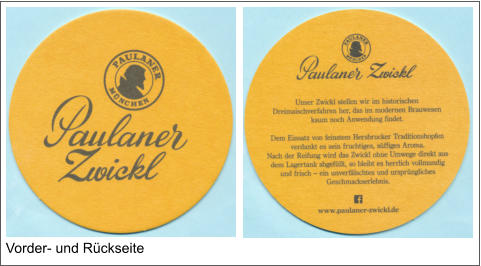 PAULANER
MÜNCHEN
Paulaner
Zwickl
PAULANER
MÜNCHEN
Paulaner Zwickl
Unser Zwickl stellen wir im historischen
Dreimaischverfahren her, das im modernen Brauwesen
kaum noch Anwendung findet.
Dem Einsatz von feinstem Hersbrucker Traditionshopfen
verdankt es sein fruchtiges, süffiges Aroma.
Nach der Reifung wird das Zwickl ohne Umwege direkt aus
dem Lagertank abgefüllt, so bleibt es herrlich vollmundig
und frisch – ein unverfälschtes und ursprüngliches
Geschmackserlebnis.
www.paulaner-zwickl.de
Vorder- und Rückseite